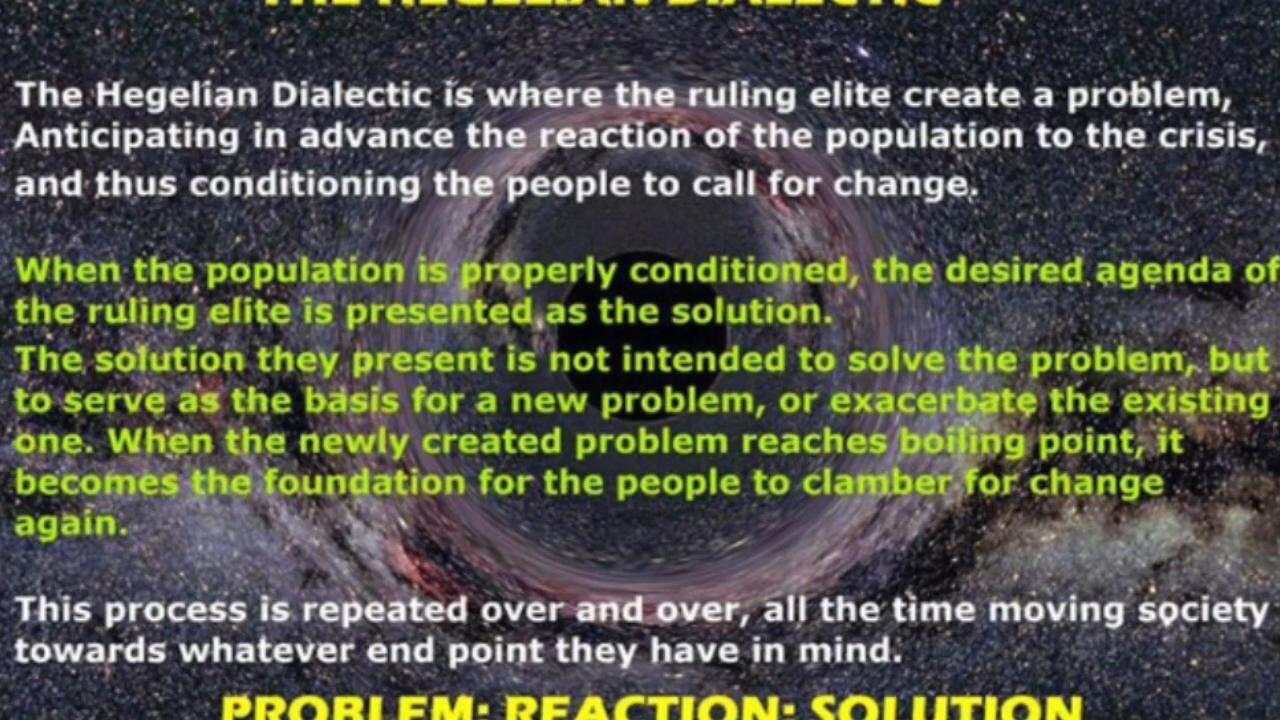 THE HEGELIAN DIALECTIC
The Hegelian Dialectic is where the ruling elite create a problem,
Anticipating in advance the reaction of the population to the crisis,
and thus conditioning the people to call for change.
When the population is properly conditioned, the desired agenda of
the ruling elite is presented as the solution.
The solution they present is not intended to solve the problem, but
to serve as the basis for a new problem, or exacerbate the existing
one. When the newly created problem reaches boiling point, it
becomes the foundation for the people to clamber for change
again.
This process is repeated over and over, all the time moving society
towards whatever end point they have in mind.
PROBLEM; REACTION; SOLUTION